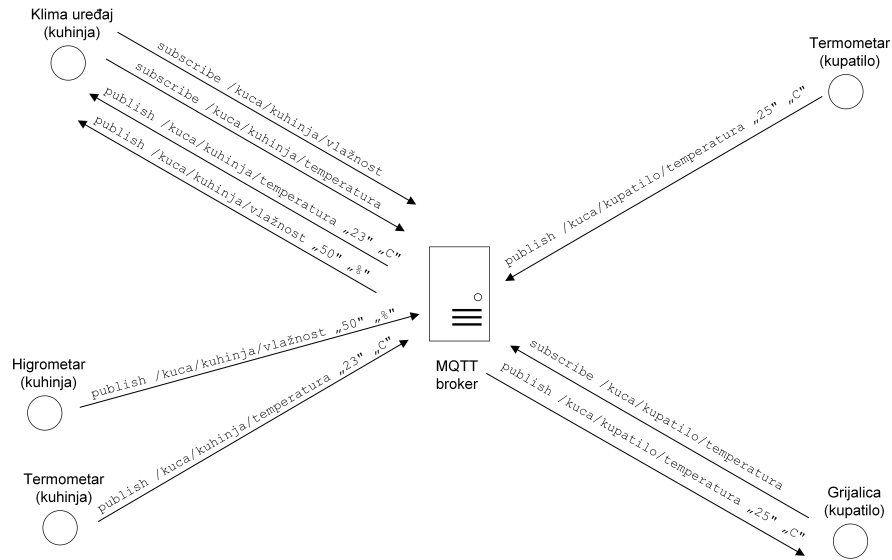 Klima uređaj
(kuhinja)
subscribe /kuca/kuhinja/vlažnost
subscribe /kuca/kuhinja/temperatura
publish /kuca/kuhinja/temperatura „23" „C"
publish /kuca/kuhinja/vlažnost „50" „%"
Termometar
(kupatilo)
publish /kuca/kupatilo/temperatura „25" „C"
MQTT
broker
Higrometar
(kuhinja)
publish /kuca/kuhinja/vlažnost „50" „%"
Termometar
(kuhinja)
publish /kuca/kuhinja/temperatura „23" „C"
subscribe /kuca/kupatilo/temperatura
publish /kuca/kupatilo/temperatura „25" „C"
Grijalica
(kupatilo)